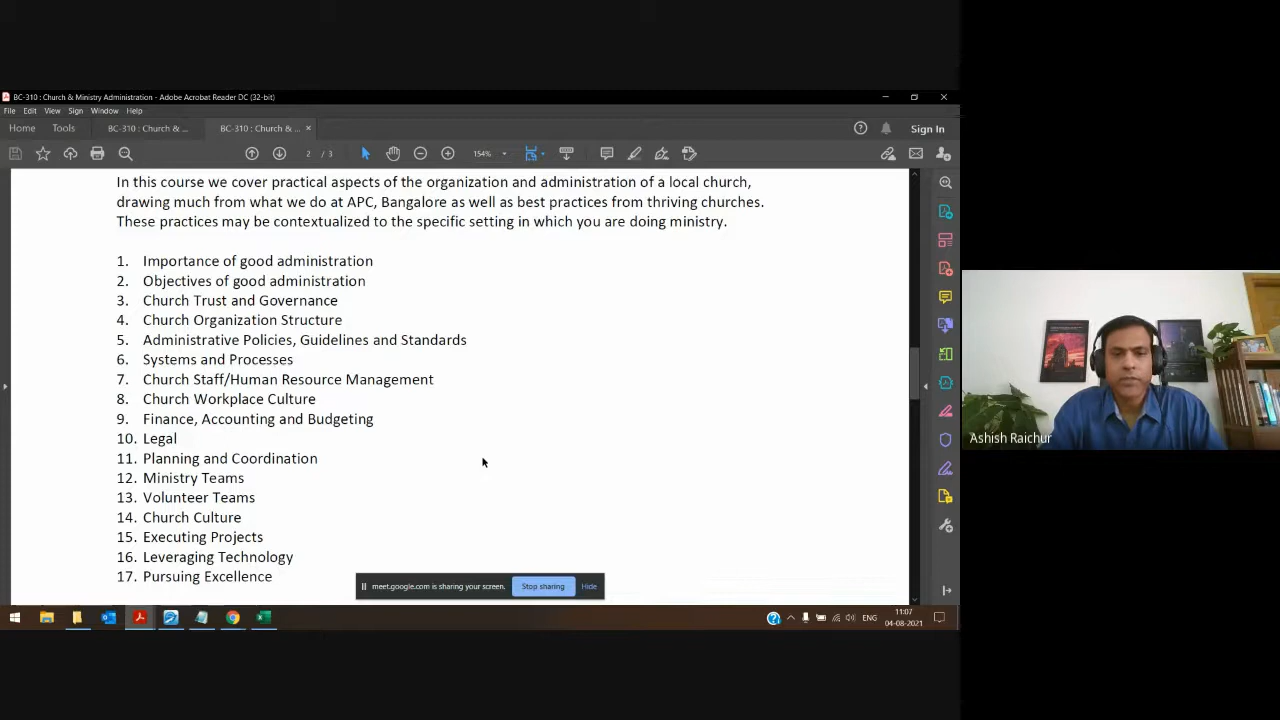 BC-310 : Church & Ministry Administration - Adobe Acrobat Reader DC (32-bit)
File Edit View Sign Window Help
Home Tools BC-310 : Church & ... BC-310 : Church & ... × Sign In
2 / 3 154%
In this course we cover practical aspects of the organization and administration of a local church,
drawing much from what we do at APC, Bangalore as well as best practices from thriving churches.
These practices may be contextualized to the specific setting in which you are doing ministry.
1. Importance of good administration
2. Objectives of good administration
3. Church Trust and Governance
4. Church Organization Structure
5. Administrative Policies, Guidelines and Standards
6. Systems and Processes
7. Church Staff/Human Resource Management
8. Church Workplace Culture
9. Finance, Accounting and Budgeting
10. Legal
11. Planning and Coordination
12. Ministry Teams
13. Volunteer Teams
14. Church Culture
15. Executing Projects
16. Leveraging Technology
17. Pursuing Excellence
meet.google.com is sharing your screen. Stop sharing Hide
ENG 11:07
04-08-2021
Ashish Raichur